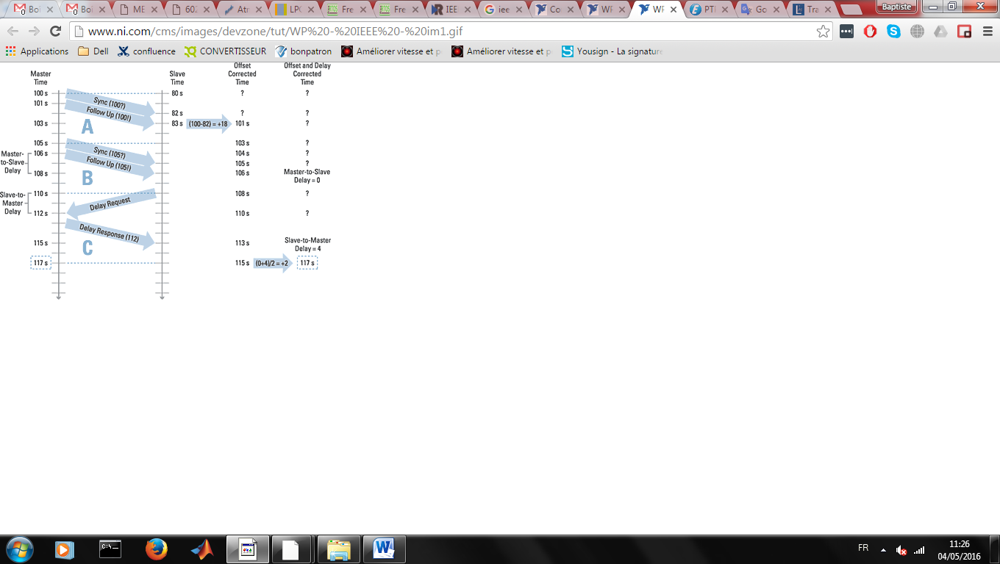 Boi
Boi
ME
602
Atr
LPC
Fre
Fre
IEE
iee
Co
WP
WP
PTI
Go
Tra
Baptiste
www.ni.com/cms/images/devzone/tut/WP%20-%20IEEE%20-%20im1.gif
Applications Dell confluence CONVERTISSEUR bonpatron Améliorer vitesse et p Améliorer vitesse et p Yousign - La signature
Master Time
Slave Time
Offset Corrected Time
Offset and Delay Corrected Time
100 s 80 s ? ?
Sync (100?)
101 s
Follow Up (100!)
82 s ? ?
103 s A 83 s (100-82) = +18 101 s ?
105 s 103 s ?
Sync (105?)
Master-to-Slave Delay
106 s 104 s ?
Follow Up (105!)
105 s ?
108 s B 106 s Master-to-Slave Delay = 0
Slave-to-Master Delay
110 s 108 s ?
Delay Request
112 s 110 s ?
Delay Response (112)
115 s C 113 s Slave-to-Master Delay = 4
117 s 115 s (0+4)/2 = +2 117 s
FR
11:26
04/05/2016